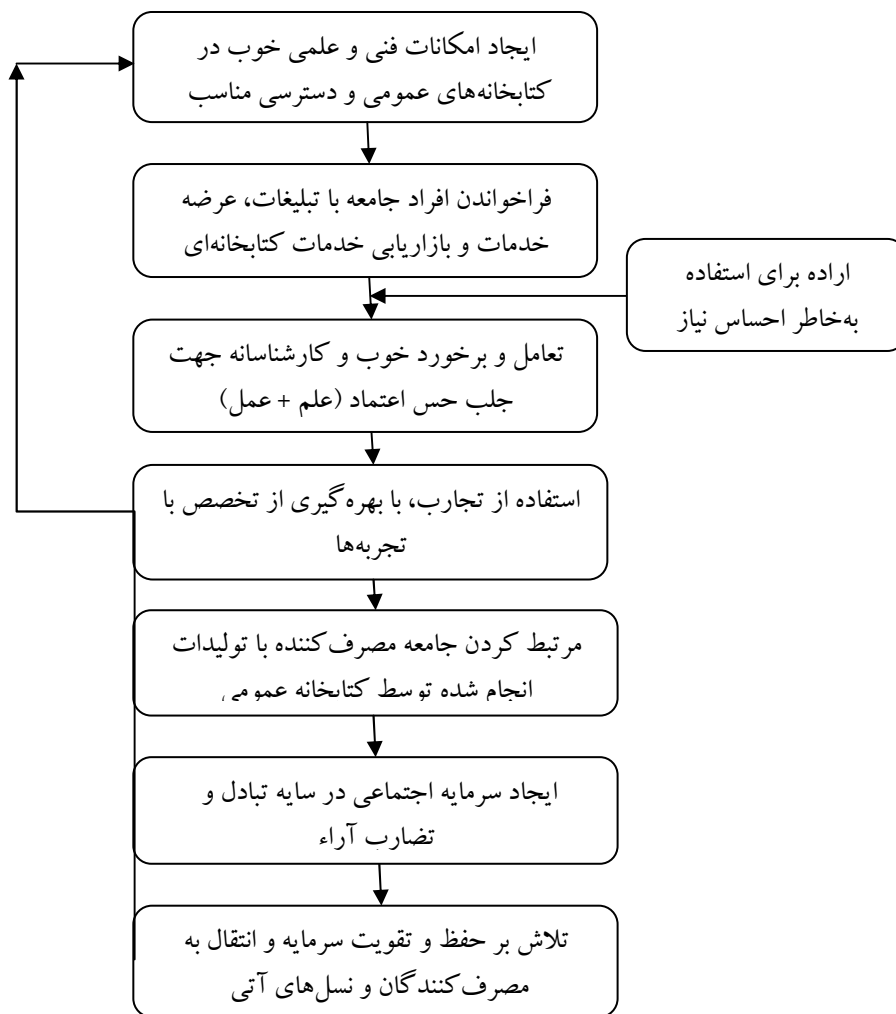 ایجاد امکانات فنی و علمی خوب در
کتابخانه‌های عمومی و دسترسی مناسب
فراخواندن افراد جامعه با تبلیغات، عرضه
خدمات و بازاریابی خدمات کتابخانه‌ای
اراده برای استفاده
به‌خاطر احساس نیاز
تعامل و برخورد خوب و کارشناسانه جهت
جلب حس اعتماد (علم + عمل)
استفاده از تجارب، با بهره‌گیری از تخصص با
تجربه‌ها
مرتبط کردن جامعه مصرف‌کننده با تولیدات
انجام شده توسط کتابخانه عمومی
ایجاد سرمایه اجتماعی در سایه تبادل و
تضارب آراء
تلاش بر حفظ و تقویت سرمایه و انتقال به
مصرف‌کنندگان و نسل‌های آتی